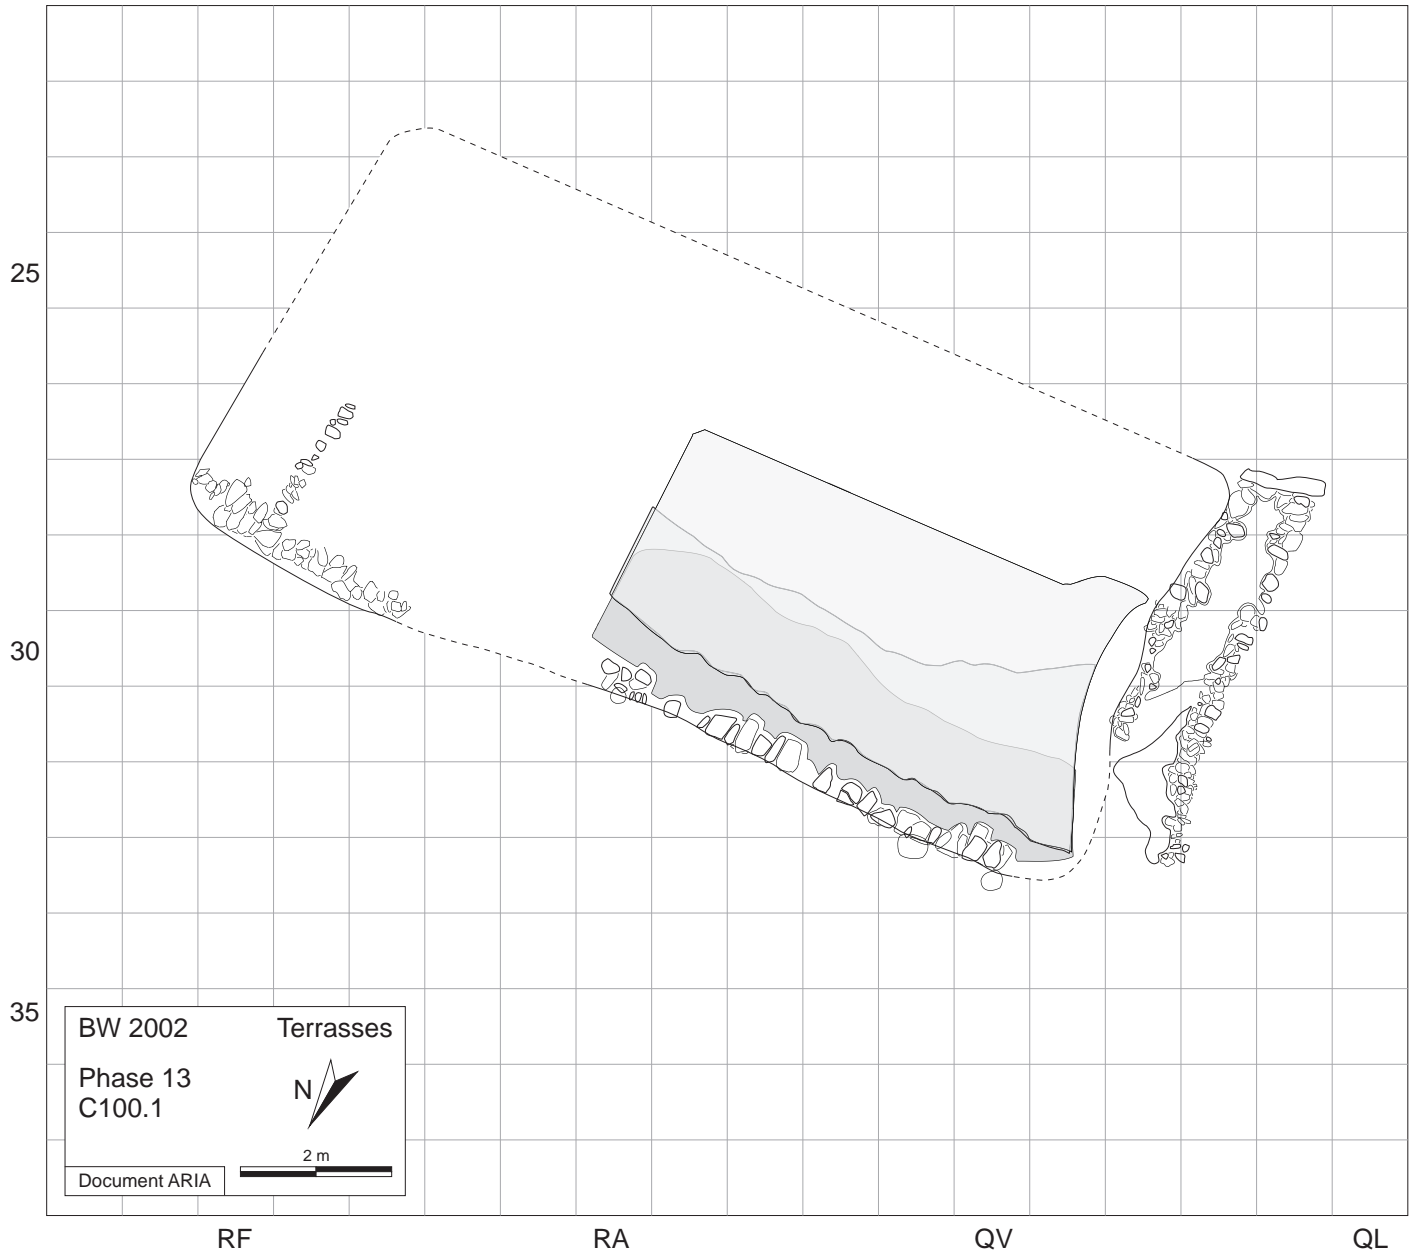 25
30
35
BW 2002 Terrasses
Phase 13
C100.1
N
2 m
Document ARIA
RF RA QV QL